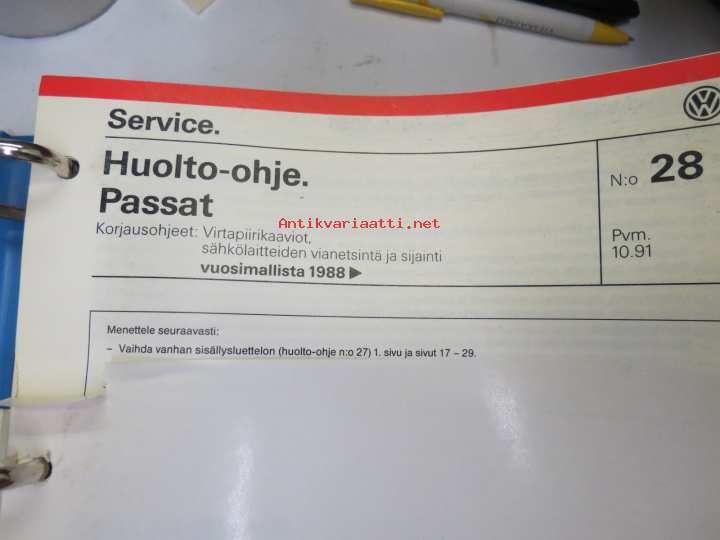 Service.
Huolto-ohje.
Passat
Korjausohjeet: Virtapiirikaaviot,
sähkölaitteiden vianetsintä ja sijainti
vuosimallista 1988 ▶
N:o 28
Pvm.
10.91
Antikvariaatti.net
Menettele seuraavasti:
– Vaihda vanhan sisällysluettelon (huolto-ohje n:o 27) 1. sivu ja sivut 17 – 29.